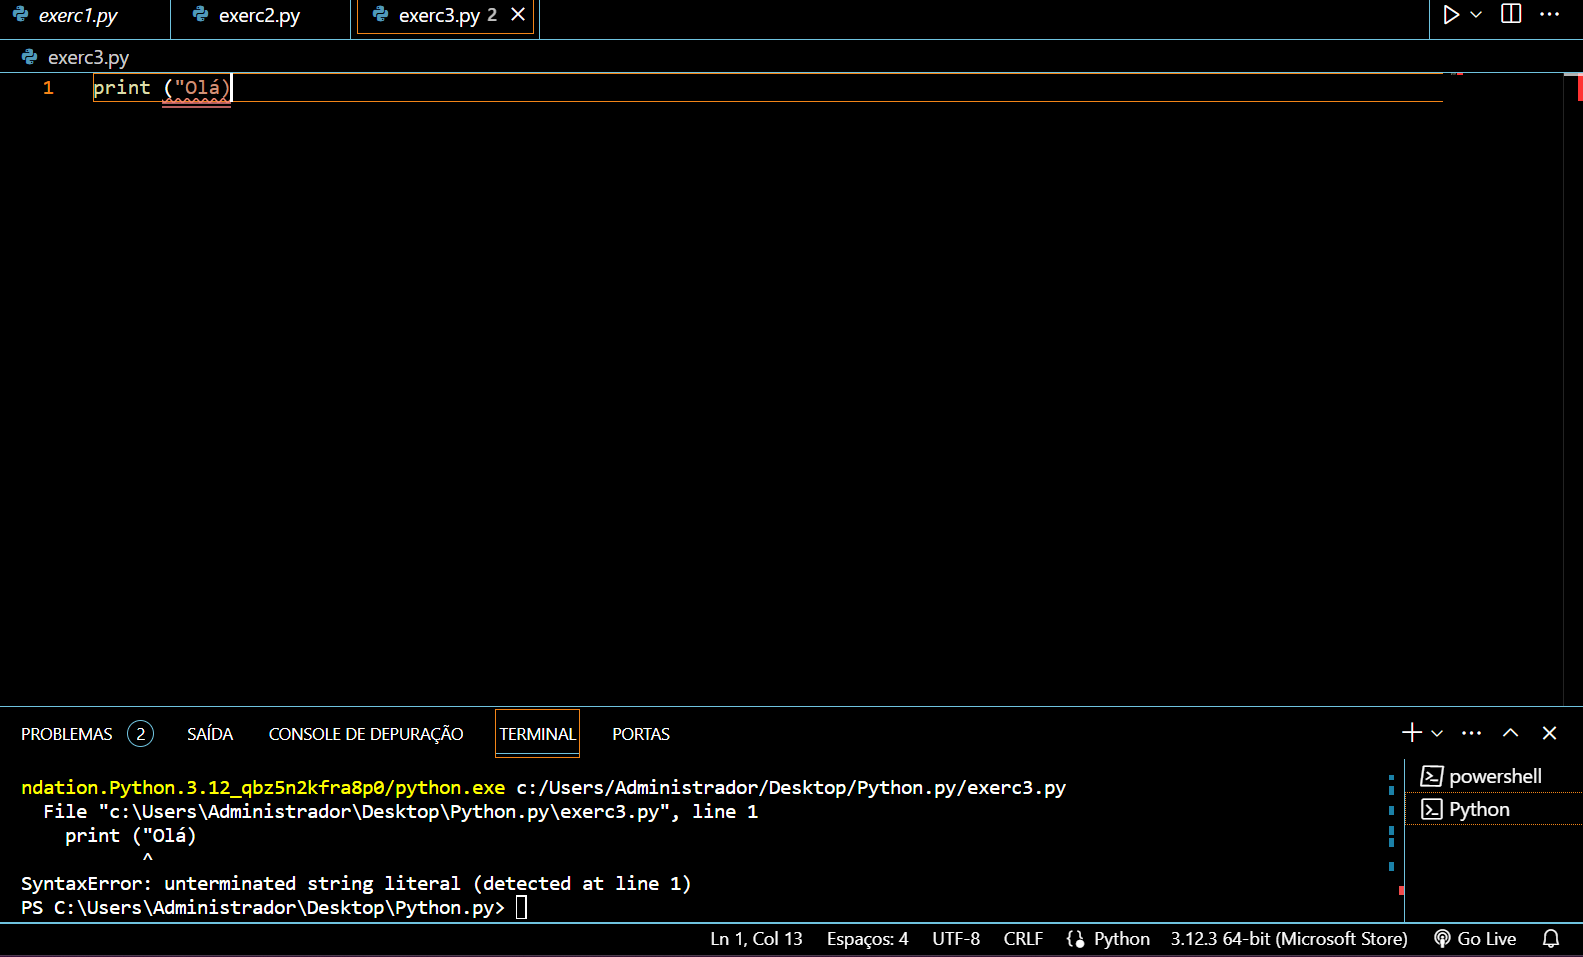 exerc1.py exerc2.py exerc3.py 2
exerc3.py
1 print ("Olá)
PROBLEMAS 2 SAÍDA CONSOLE DE DEPURAÇÃO TERMINAL PORTAS
ndation.Python.3.12_qbz5n2kfra8p0/python.exe c:/Users/Administrador/Desktop/Python.py/exerc3.py
File "c:\Users\Administrador\Desktop\Python.py\exerc3.py", line 1
print ("Olá)
^
SyntaxError: unterminated string literal (detected at line 1)
PS C:\Users\Administrador\Desktop\Python.py>
powershell
Python
Ln 1, Col 13 Espaços: 4 UTF-8 CRLF Python 3.12.3 64-bit (Microsoft Store) Go Live